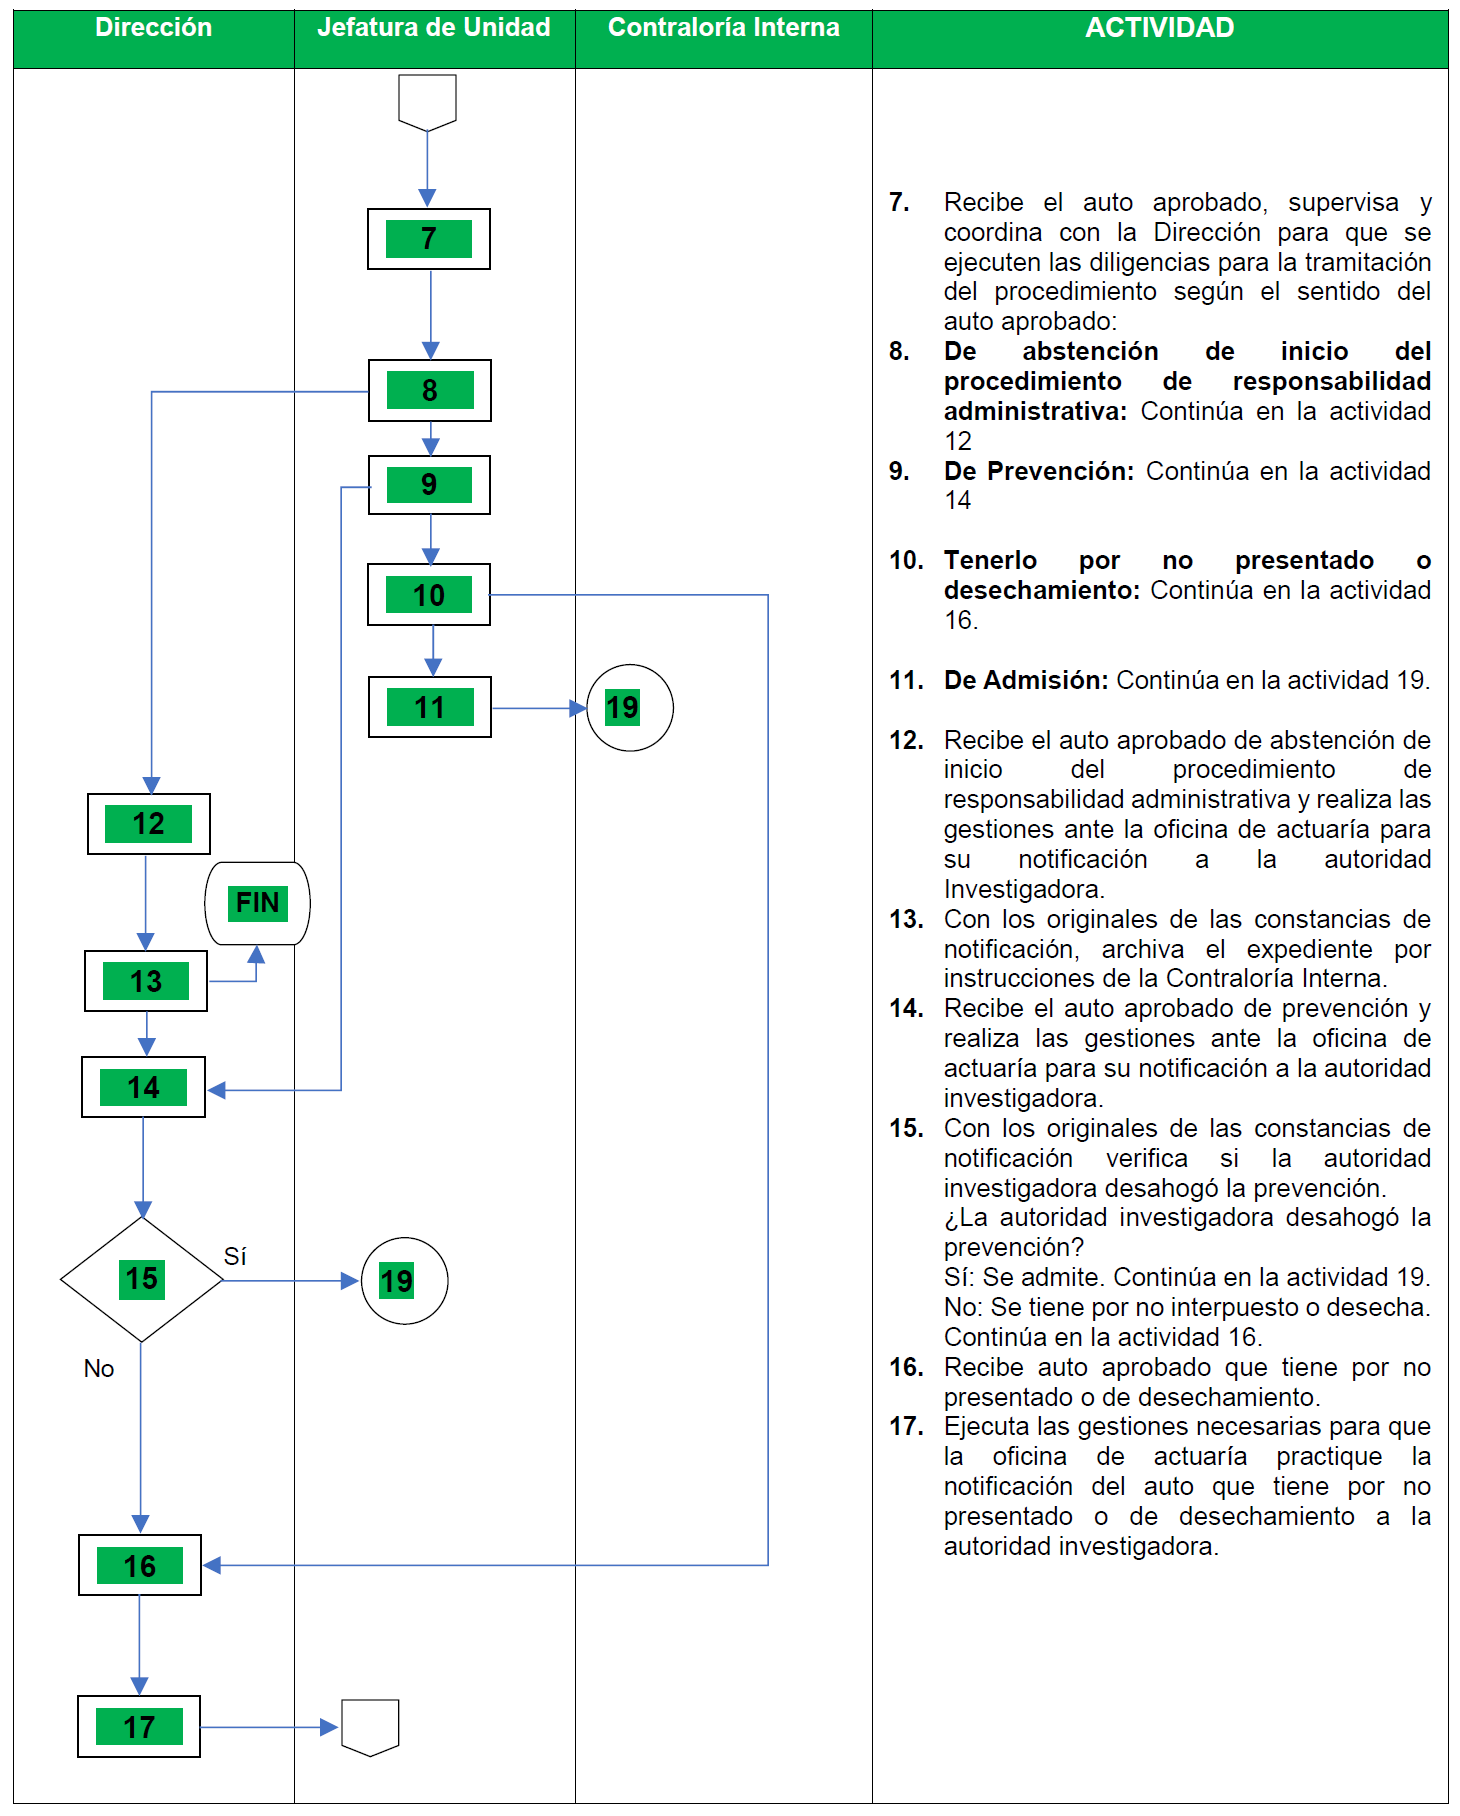 Dirección
Jefatura de Unidad
Contraloría Interna
ACTIVIDAD
7
8
9
10
11
19
12
FIN
13
14
15
Sí
19
No
16
17
7. Recibe el auto aprobado, supervisa y
coordina con la Dirección para que se
ejecuten las diligencias para la tramitación
del procedimiento según el sentido del
auto aprobado:
8. De abstención de inicio del
procedimiento de responsabilidad
administrativa: Continúa en la actividad
12
9. De Prevención: Continúa en la actividad
14
10. Tenerlo por no presentado o
desechamiento: Continúa en la actividad
16.
11. De Admisión: Continúa en la actividad 19.
12. Recibe el auto aprobado de abstención de
inicio del procedimiento de
responsabilidad administrativa y realiza las
gestiones ante la oficina de actuaría para
su notificación a la autoridad
Investigadora.
13. Con los originales de las constancias de
notificación, archiva el expediente por
instrucciones de la Contraloría Interna.
14. Recibe el auto aprobado de prevención y
realiza las gestiones ante la oficina de
actuaría para su notificación a la autoridad
investigadora.
15. Con los originales de las constancias de
notificación verifica si la autoridad
investigadora desahogó la prevención.
¿La autoridad investigadora desahogó la
prevención?
Sí: Se admite. Continúa en la actividad 19.
No: Se tiene por no interpuesto o desecha.
Continúa en la actividad 16.
16. Recibe auto aprobado que tiene por no
presentado o de desechamiento.
17. Ejecuta las gestiones necesarias para que
la oficina de actuaría practique la
notificación del auto que tiene por no
presentado o de desechamiento a la
autoridad investigadora.